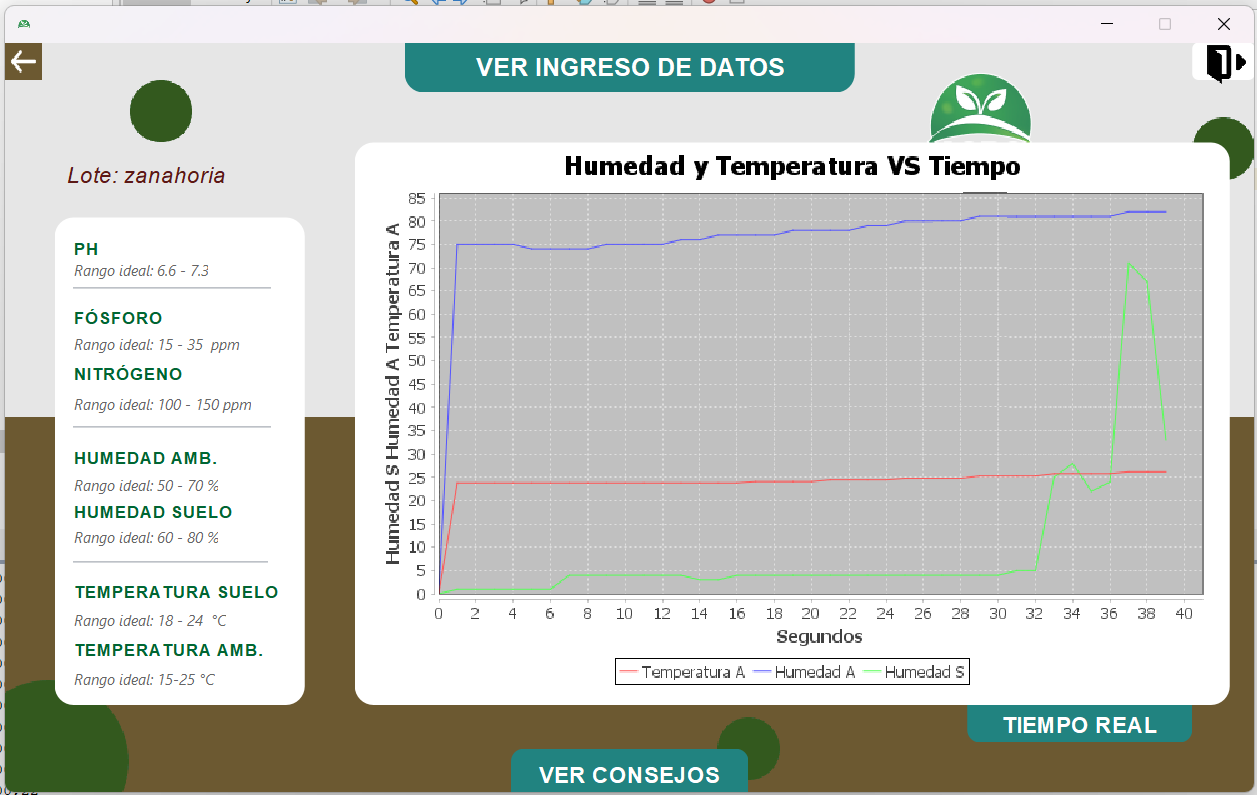 VER INGRESO DE DATOS
Lote: zanahoria
PH
Rango ideal: 6.6 - 7.3
FÓSFORO
Rango ideal: 15 - 35 ppm
NITRÓGENO
Rango ideal: 100 - 150 ppm
HUMEDAD AMB.
Rango ideal: 50 - 70 %
HUMEDAD SUELO
Rango ideal: 60 - 80 %
TEMPERATURA SUELO
Rango ideal: 18 - 24 °C
TEMPERATURA AMB.
Rango ideal: 15-25 °C
Humedad y Temperatura VS Tiempo
Humedad S Humedad A Temperatura A
85
80
75
70
65
60
55
50
45
40
35
30
25
20
15
10
5
0
0 2 4 6 8 10 12 14 16 18 20 22 24 26 28 30 32 34 36 38 40
Segundos
Temperatura A Humedad A Humedad S
TIEMPO REAL
VER CONSEJOS